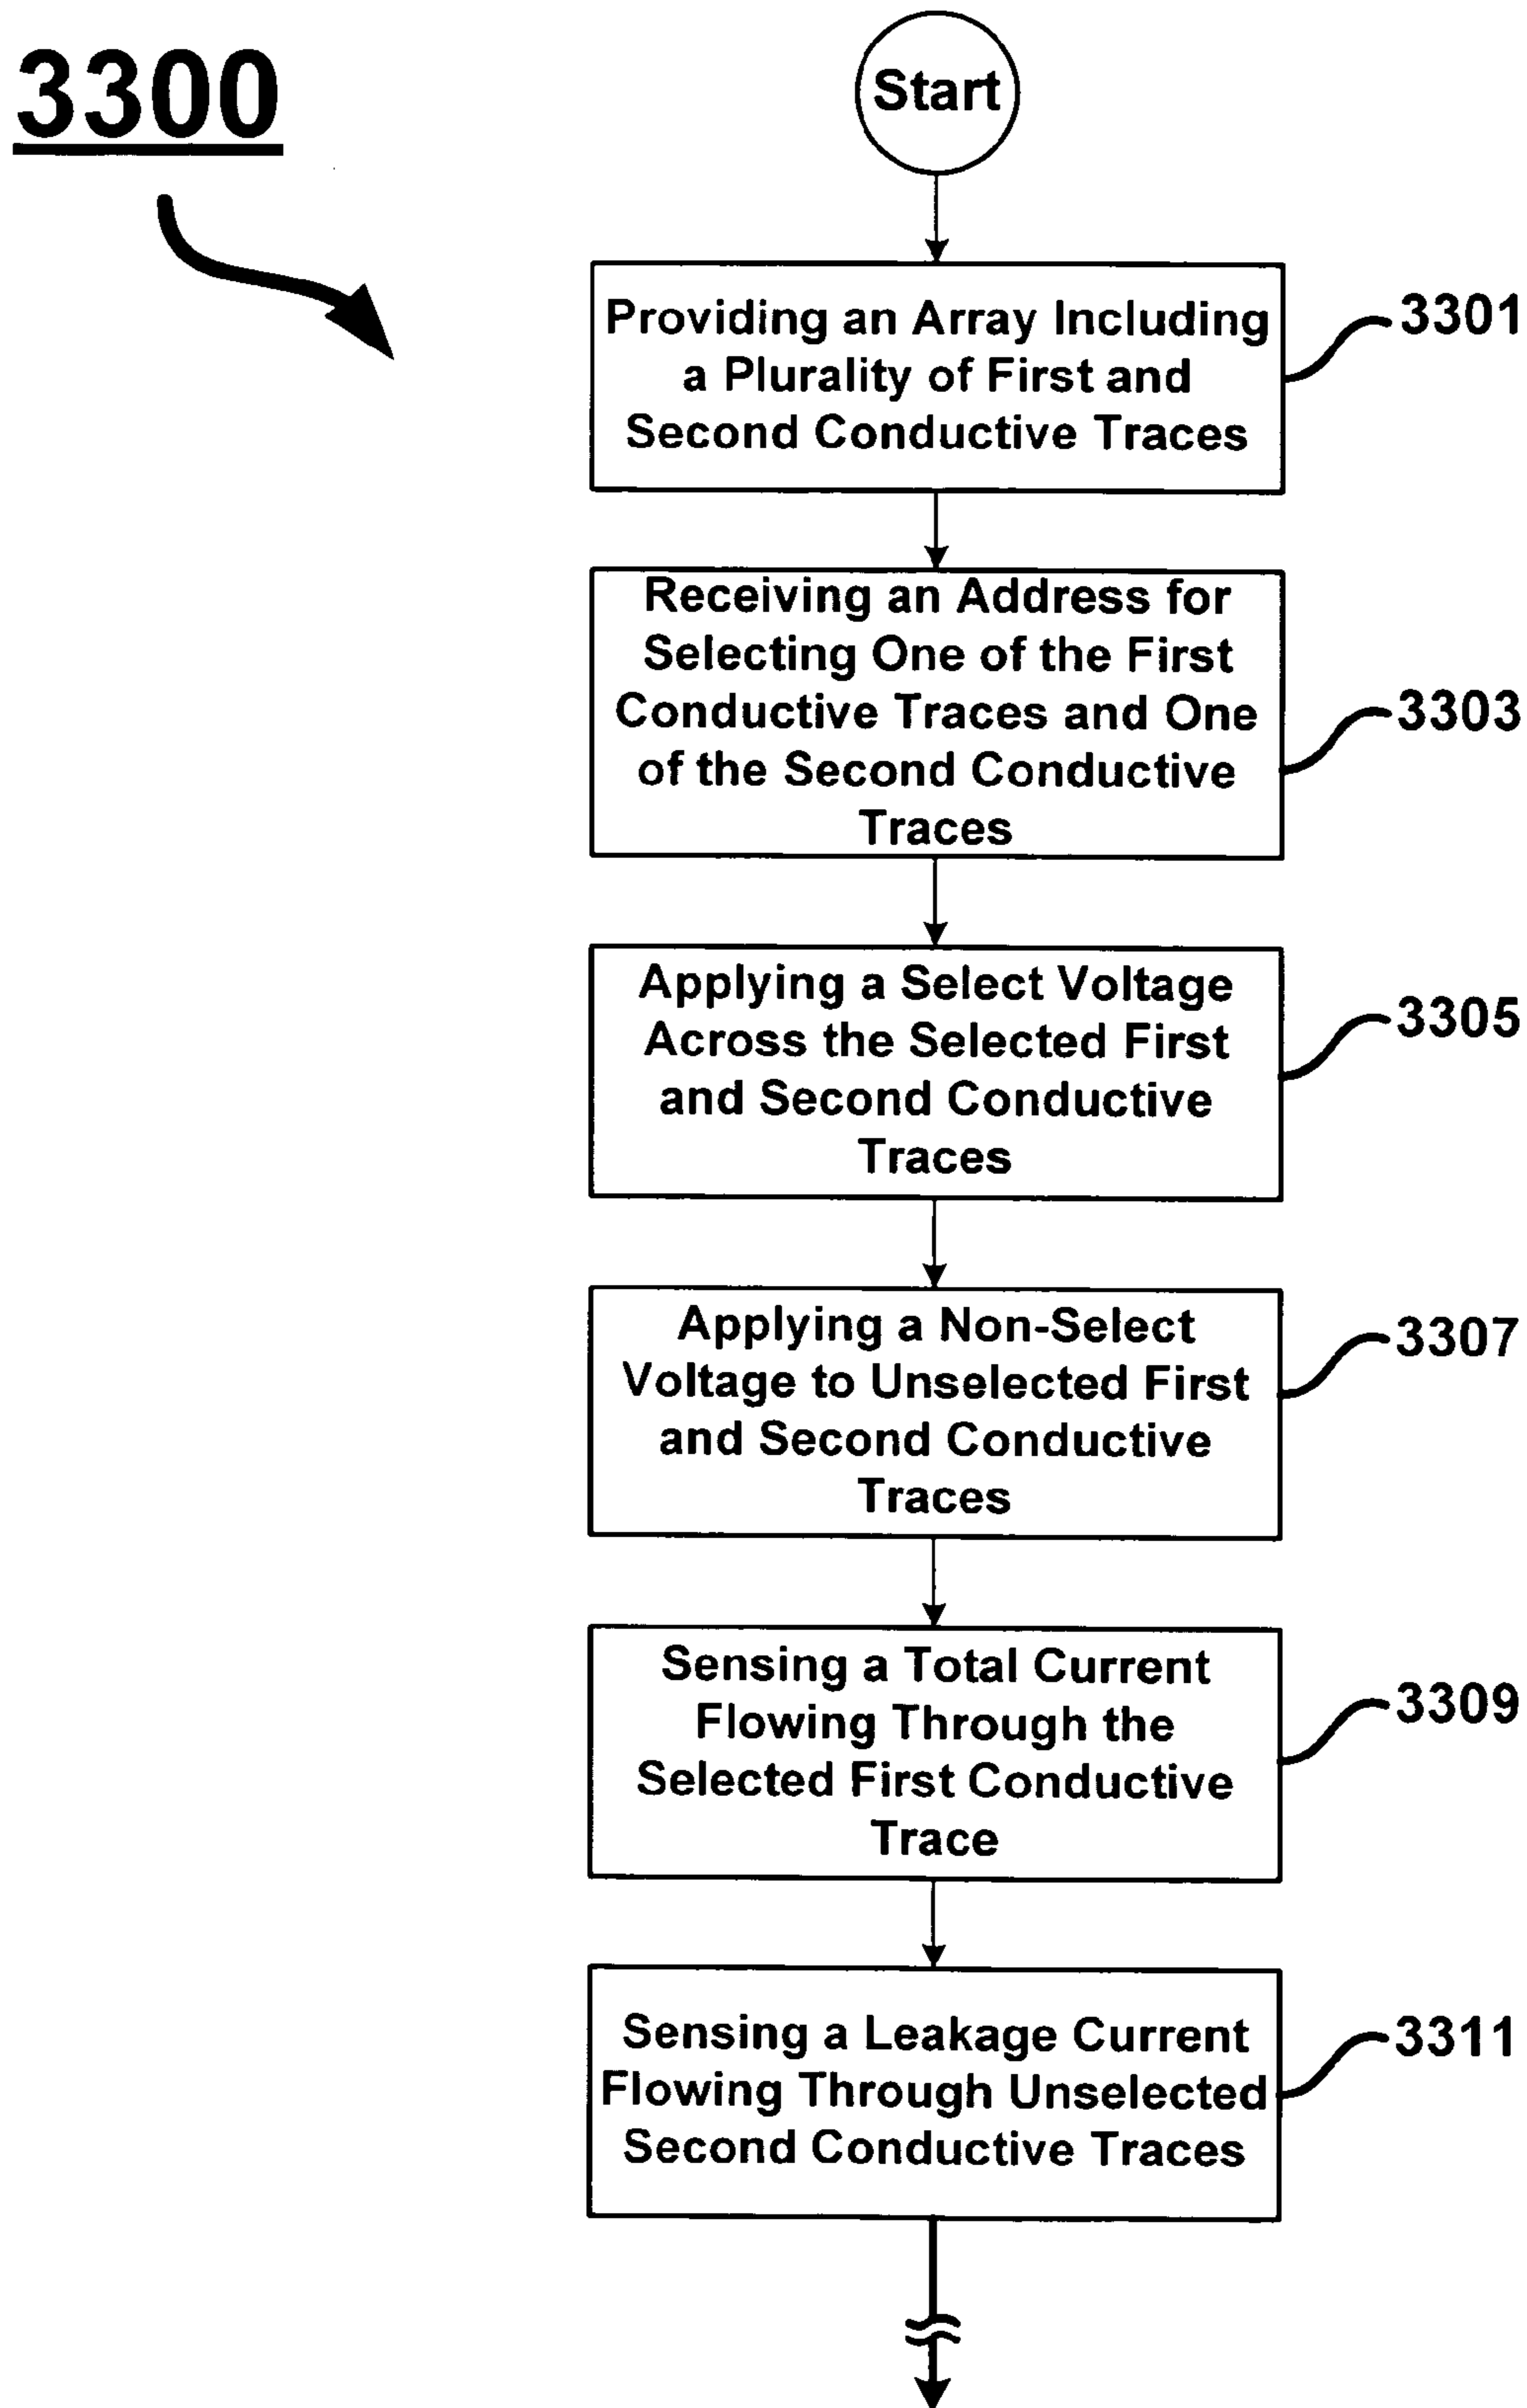 3300
Start
Providing an Array Including
a Plurality of First and
Second Conductive Traces
3301
Receiving an Address for
Selecting One of the First
Conductive Traces and One
of the Second Conductive
Traces
3303
Applying a Select Voltage
Across the Selected First
and Second Conductive
Traces
3305
Applying a Non-Select
Voltage to Unselected First
and Second Conductive
Traces
3307
Sensing a Total Current
Flowing Through the
Selected First Conductive
Trace
3309
Sensing a Leakage Current
Flowing Through Unselected
Second Conductive Traces
3311